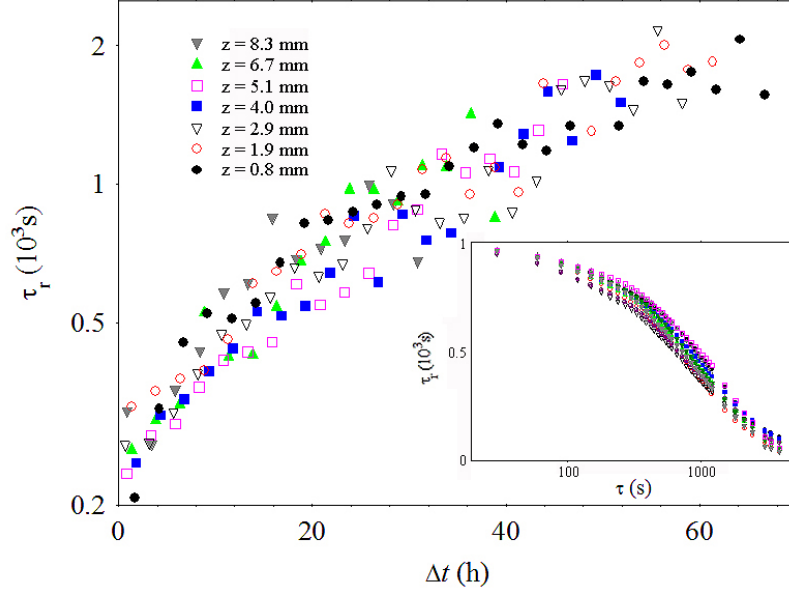 2
1
0.5
0.2
τr (10³s)
z = 8.3 mm
z = 6.7 mm
z = 5.1 mm
z = 4.0 mm
z = 2.9 mm
z = 1.9 mm
z = 0.8 mm
1
0.5
0
τr (10³s)
100
1000
τ (s)
0
20
40
60
Δt (h)